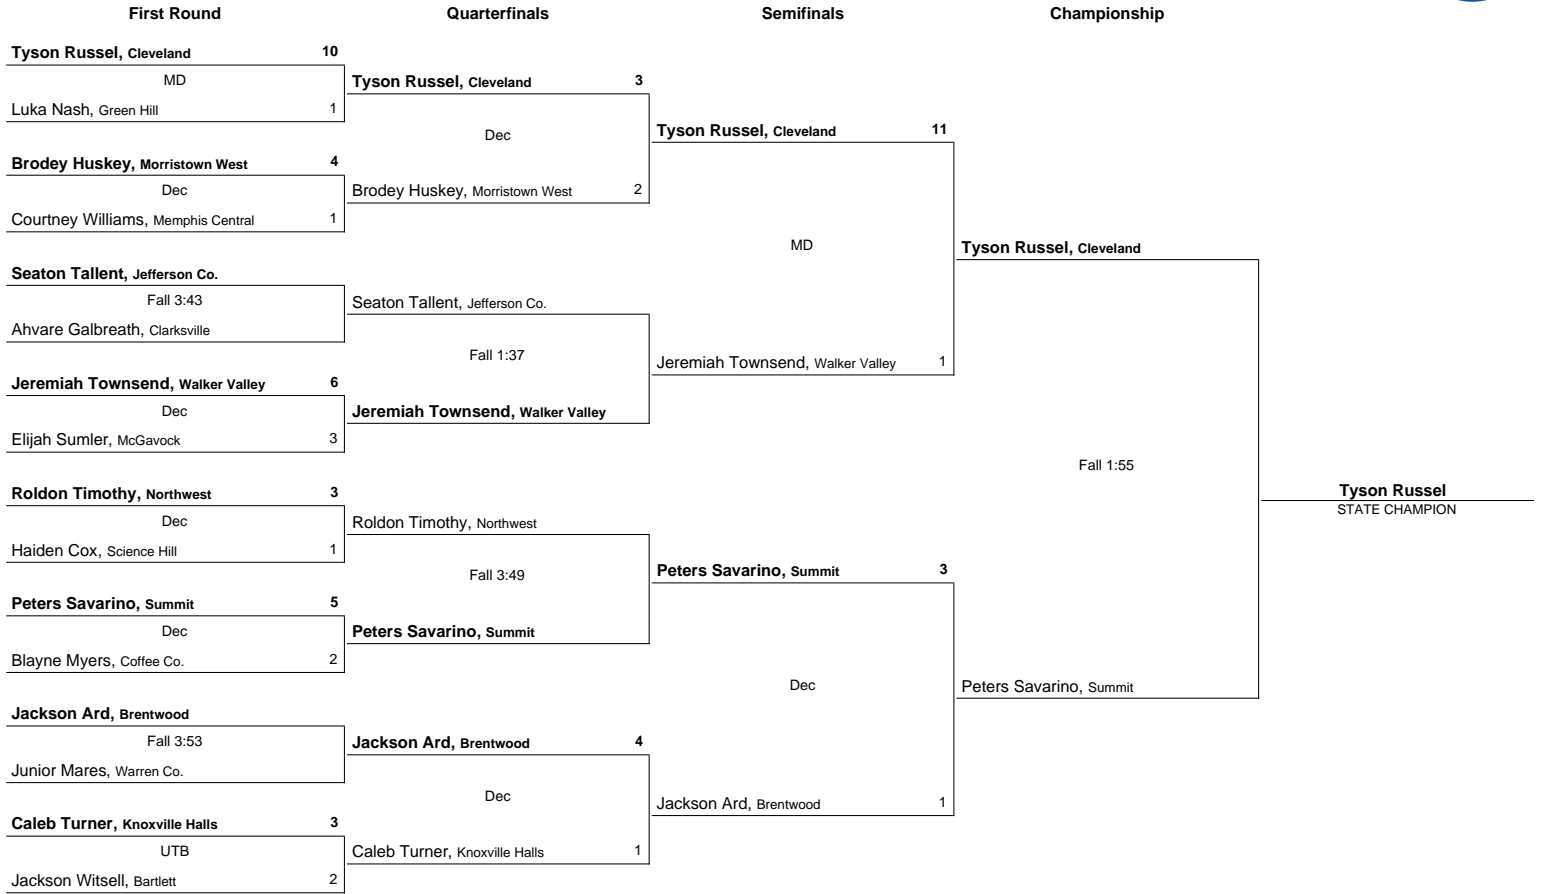 First Round
Quarterfinals
Semifinals
Championship
Tyson Russel, Cleveland 10
MD
Luka Nash, Green Hill 1
Brodey Huskey, Morristown West 4
Dec
Courtney Williams, Memphis Central 1
Seaton Tallent, Jefferson Co.
Fall 3:43
Ahvare Galbreath, Clarksville
Jeremiah Townsend, Walker Valley 6
Dec
Elijah Sumler, McGavock 3
Roldon Timothy, Northwest 3
Dec
Haiden Cox, Science Hill 1
Peters Savarino, Summit 5
Dec
Blayne Myers, Coffee Co. 2
Jackson Ard, Brentwood
Fall 3:53
Junior Mares, Warren Co.
Caleb Turner, Knoxville Halls 3
UTB
Jackson Witsell, Bartlett 2
Tyson Russel, Cleveland 3
Dec
Brodey Huskey, Morristown West 2
Seaton Tallent, Jefferson Co.
Fall 1:37
Jeremiah Townsend, Walker Valley
Roldon Timothy, Northwest
Fall 3:49
Peters Savarino, Summit
Jackson Ard, Brentwood 4
Dec
Caleb Turner, Knoxville Halls 1
Tyson Russel, Cleveland 11
MD
Jeremiah Townsend, Walker Valley 1
Peters Savarino, Summit 3
Dec
Jackson Ard, Brentwood 1
Tyson Russel, Cleveland
Fall 1:55
Peters Savarino, Summit
Tyson Russel
STATE CHAMPION